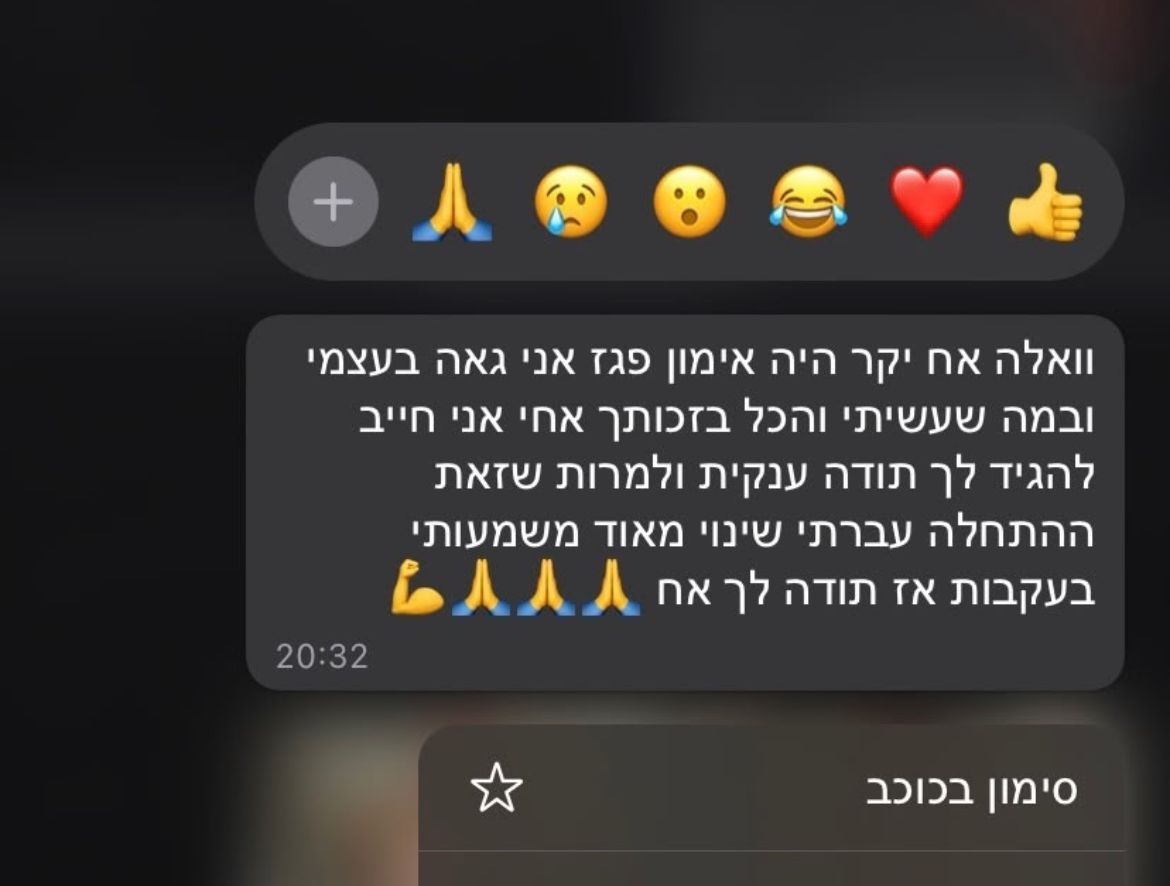 וואלה אח יקר היה אימון פגז אני גאה בעצמי
ובמה שעשיתי והכל בזכותך אחי אני חייב
להגיד לך תודה ענקית ולמרות שזאת
ההתחלה עברתי שינוי מאוד משמעותי
בעקבות אז תודה לך אח 🙏🙏🙏💪
20:32
סימון בכוכב